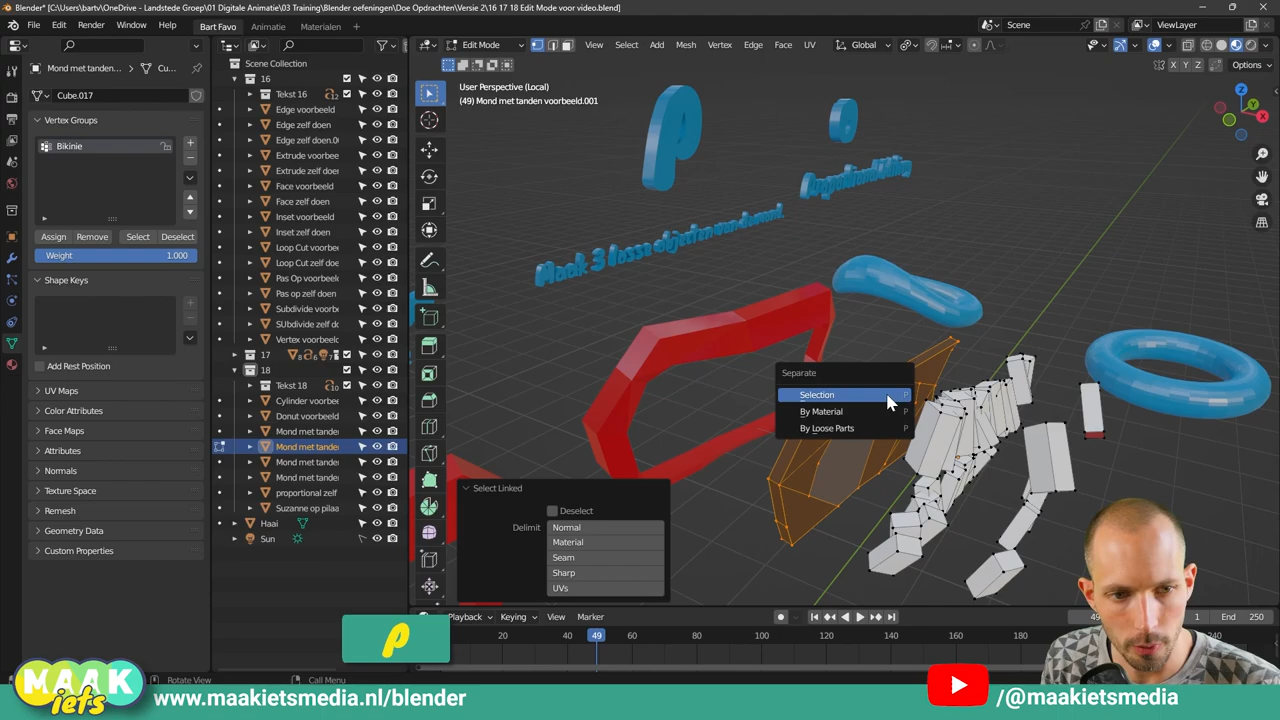 Blender* [C:\Users\bartv\OneDrive - Landstede Groep\01 Digitale Animatie\03 Training\Blender oefeningen\Doe Opdrachten\Versie 2\16 17 18 Edit Mode voor video.blend]
File Edit Render Window Help Bart Favo Animatie Materialen Scene ViewLayer
Edit Mode View Select Add Mesh Vertex Edge Face UV Global
X Y Z Options
Mond met tanden... Cu...
Cube.017
Vertex Groups
Bikinie
Assign Remove Select Deselect
Weight 1.000
Shape Keys
Add Rest Position
UV Maps
Color Attributes
Face Maps
Attributes
Normals
Texture Space
Remesh
Geometry Data
Custom Properties
Scene Collection
16
Tekst 16
Edge voorbeeld
Edge zelf doen
Edge zelf doen.00
Extrude voorbee
Extrude zelf doe
Face voorbeeld
Face zelf doen
Inset voorbeeld
Inset zelf doen
Loop Cut voorbe
Loop Cut zelf do
Pas Op voorbeel
Pas op zelf doen
Subdivide voorb
SUbdivide zelf d
Vertex voorbeeld
17
18
Tekst 18
Cylinder voorbee
Donut voorbeeld
Mond met tande
Mond met tande
Mond met tande
Mond met tande
proportional zelf
Suzanne op pilaa
Haai
Sun
User Perspective (Local)
(49) Mond met tanden voorbeeld.001
P
o
Proportional Editing
Maak 3 losse objecten van de mond.
Separate
Selection P
By Material P
By Loose Parts P
Select Linked
Deselect
Delimit Normal
Material
Seam
Sharp
UVs
Playback Keying View Marker 49 1 End 250
20 40 49 60 80 100 120 140 160 180 200 240
P
Rotate View Call Menu
MAAK iets
www.maakietsmedia.nl/blender
/@maakietsmedia